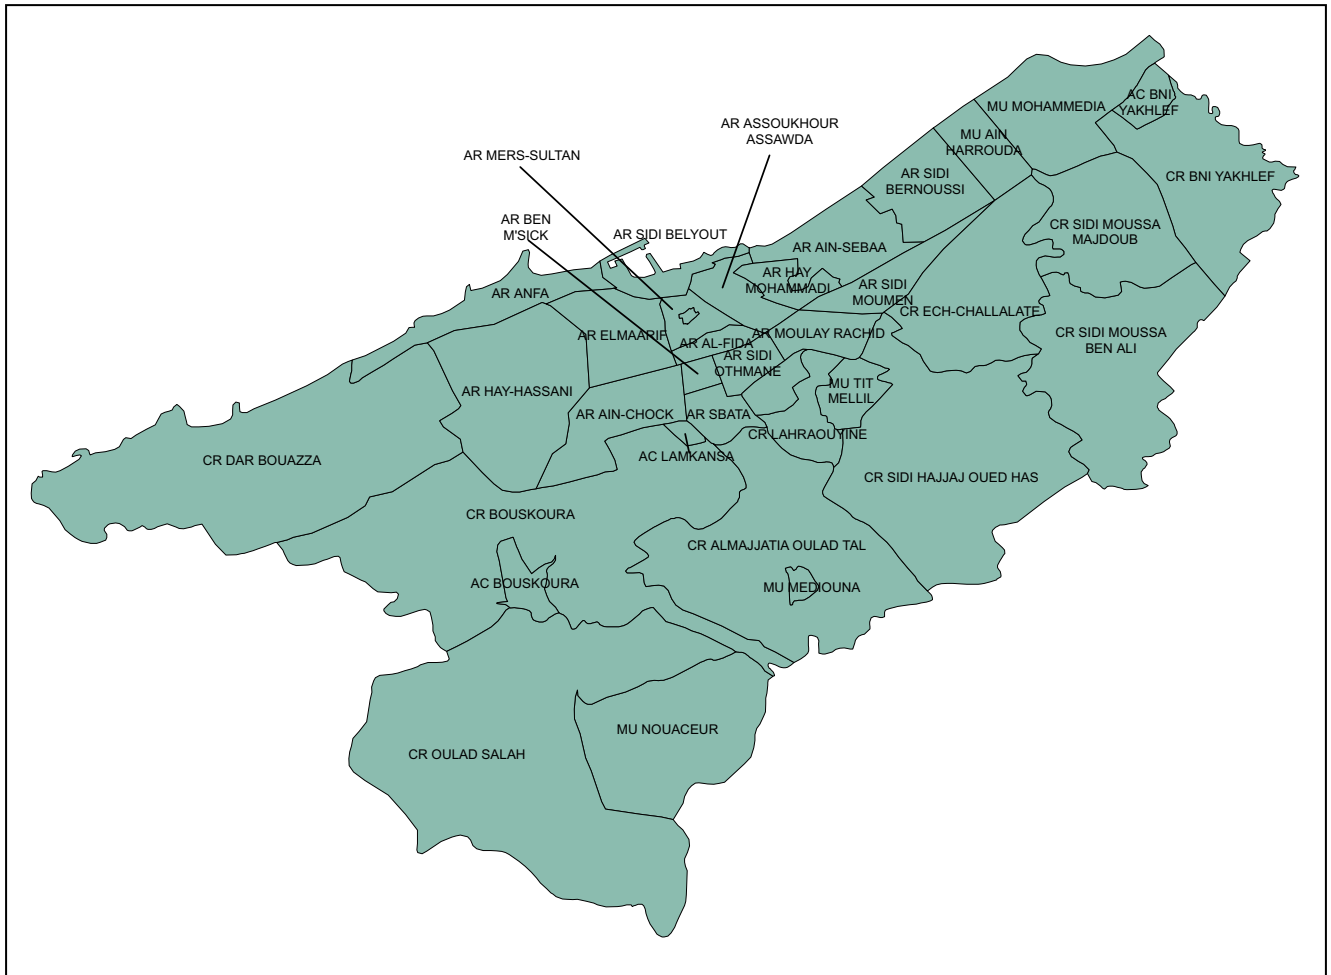 MU MOHAMMEDIA
AC BNI
YAKHLEF
AR ASSOUKHOUR
ASSAWDA
MU AIN
HARROUDA
AR MERS-SULTAN
AR SIDI
BERNOUSSI
CR BNI YAKHLEF
AR BEN
M'SICK
AR SIDI BELYOUT
CR SIDI MOUSSA
MAJDOUB
AR AIN-SEBAA
AR HAY
MOHAMMADI
AR ANFA
AR SIDI
MOUMEN
CR ECH-CHALLALATE
AR ELMAARIF
AR AL-FIDA
AR MOULAY RACHID
CR SIDI MOUSSA
BEN ALI
AR SIDI
OTHMANE
AR HAY-HASSANI
MU TIT
MELLIL
AR AIN-CHOCK
AR SBATA
CR LAHRAOUYINE
CR DAR BOUAZZA
AC LAMKANSA
CR SIDI HAJJAJ OUED HAS
CR BOUSKOURA
CR ALMAJJATIA OULAD TAL
AC BOUSKOURA
MU MEDIOUNA
MU NOUACEUR
CR OULAD SALAH